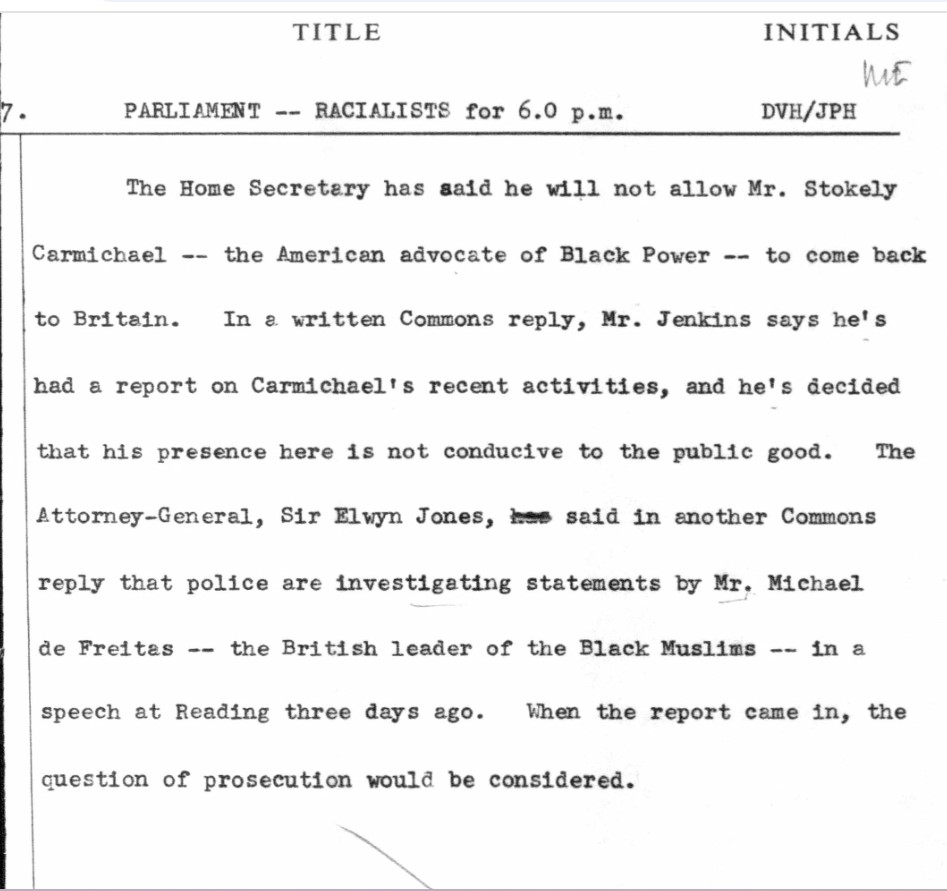 TITLE INITIALS
7. PARLIAMENT -- RACIALISTS for 6.0 p.m. DVH/JPH
The Home Secretary has said he will not allow Mr. Stokely
Carmichael -- the American advocate of Black Power -- to come back
to Britain. In a written Commons reply, Mr. Jenkins says he's
had a report on Carmichael's recent activities, and he's decided
that his presence here is not conducive to the public good. The
Attorney-General, Sir Elwyn Jones, has said in another Commons
reply that police are investigating statements by Mr. Michael
de Freitas -- the British leader of the Black Muslims -- in a
speech at Reading three days ago. When the report came in, the
question of prosecution would be considered.